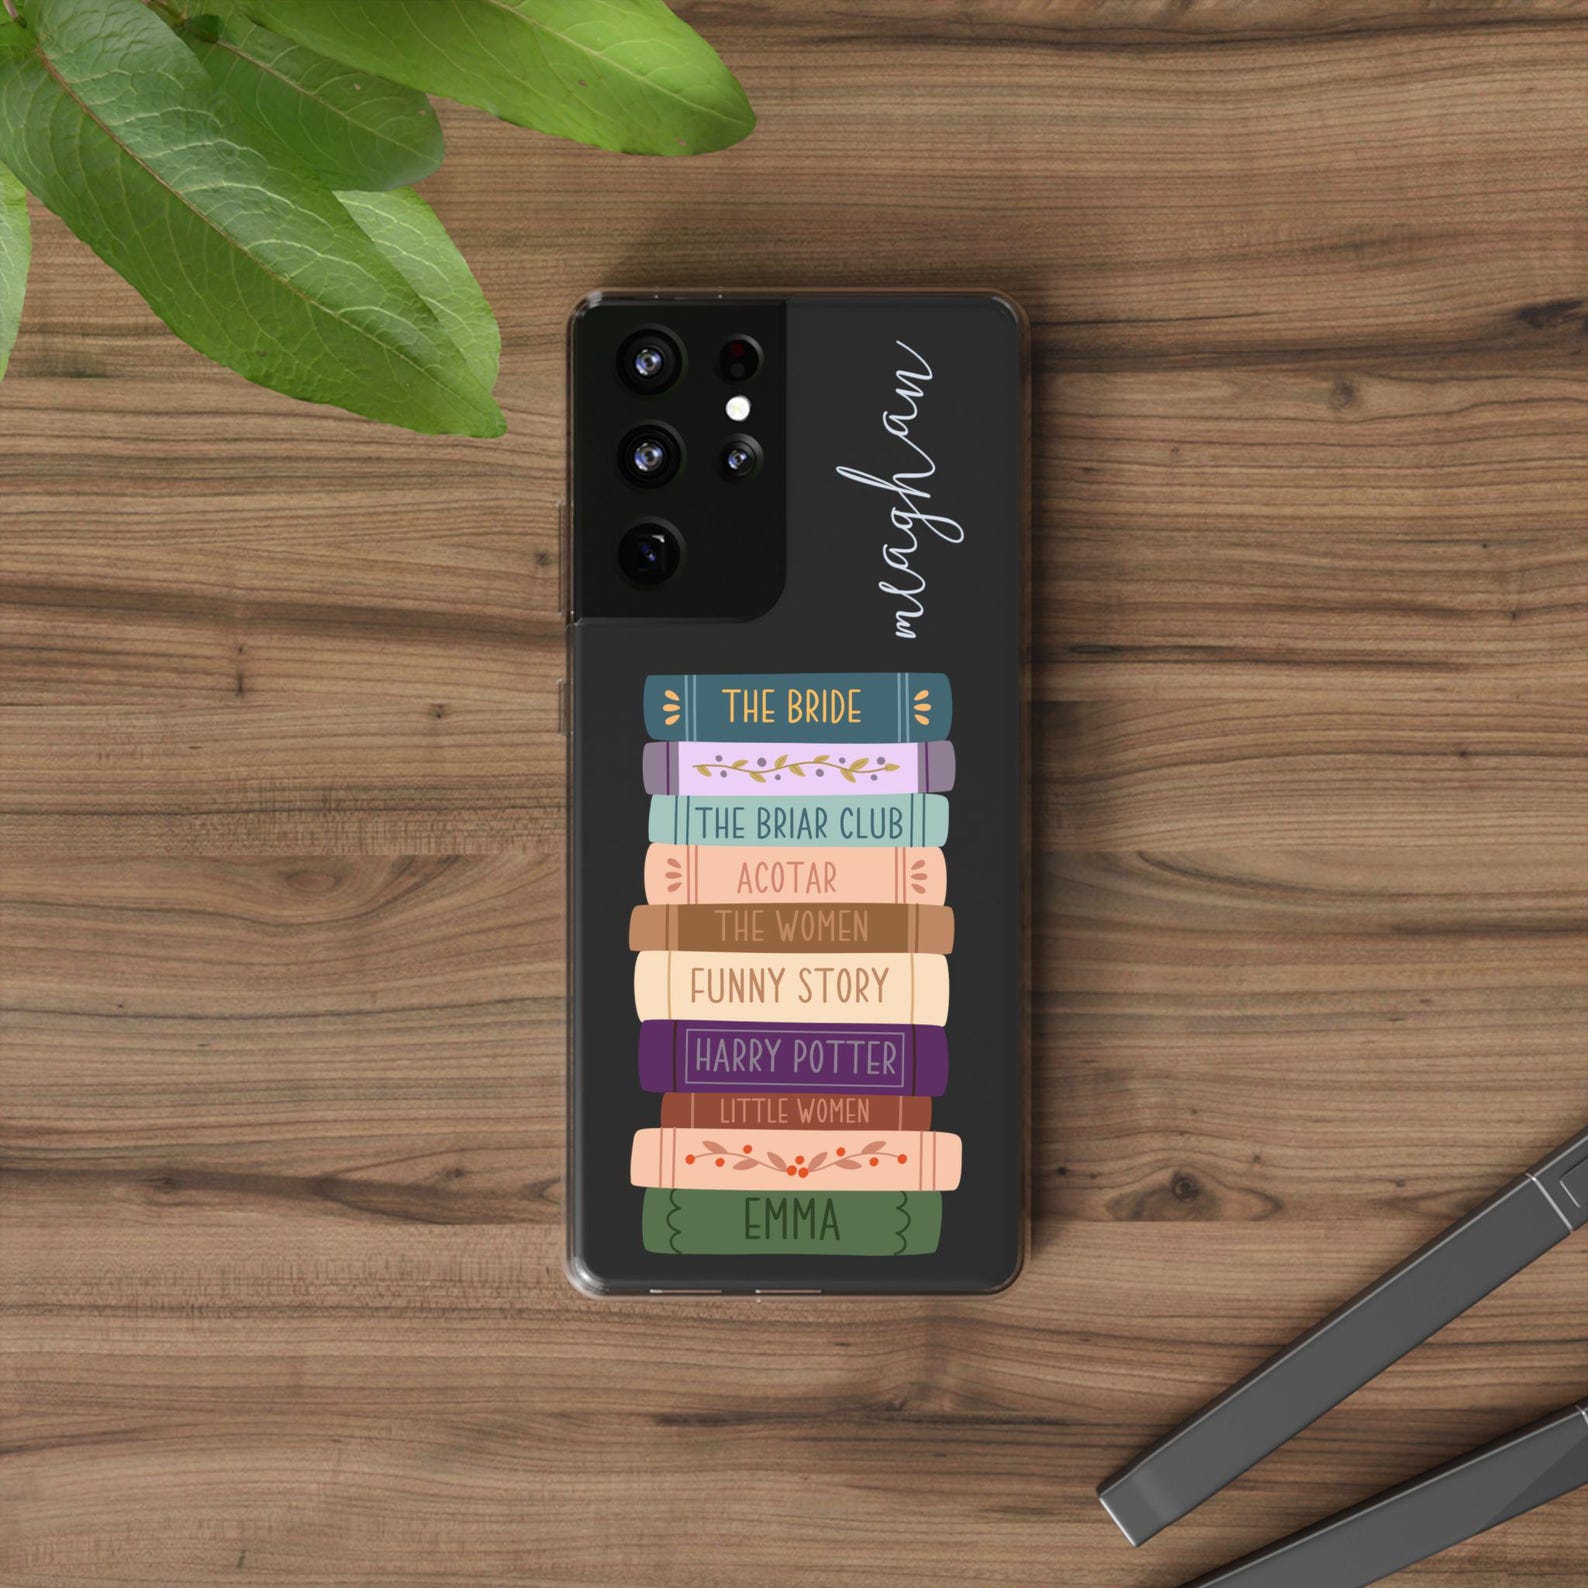 meaghan
THE BRIDE
THE BRIAR CLUB
ACOTAR
THE WOMEN
FUNNY STORY
HARRY POTTER
LITTLE WOMEN
EMMA